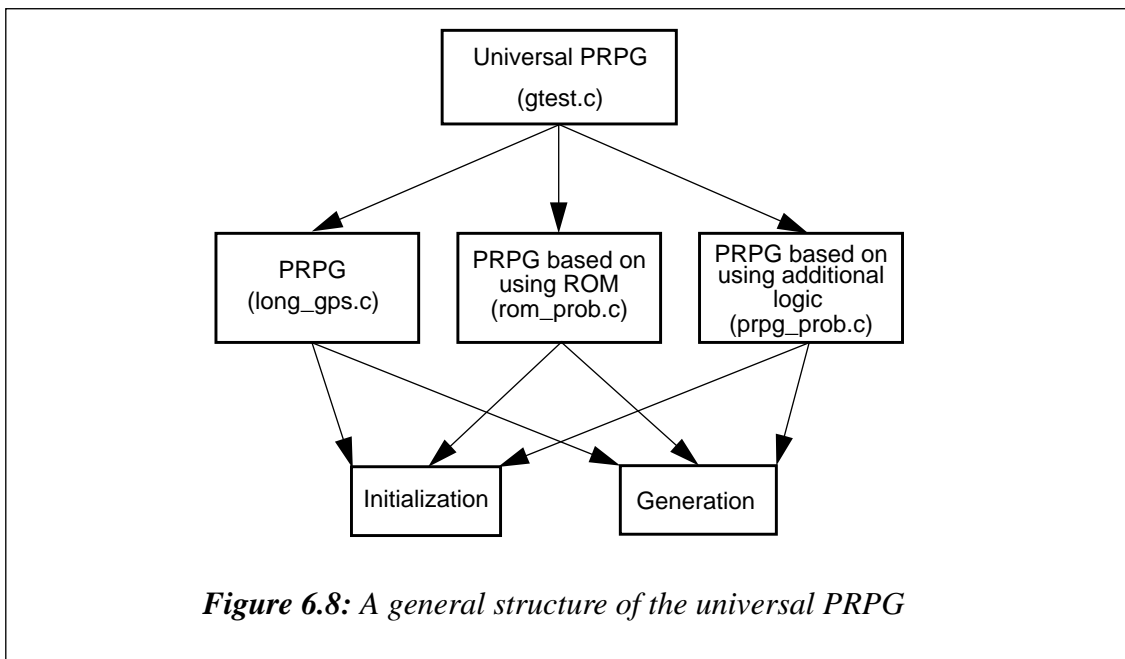 Universal PRPG
(gtest.c)
PRPG
(long_gps.c)
PRPG based on
using ROM
(rom_prob.c)
PRPG based on
using additional
logic
(prpg_prob.c)
Initialization
Generation
Figure 6.8: A general structure of the universal PRPG